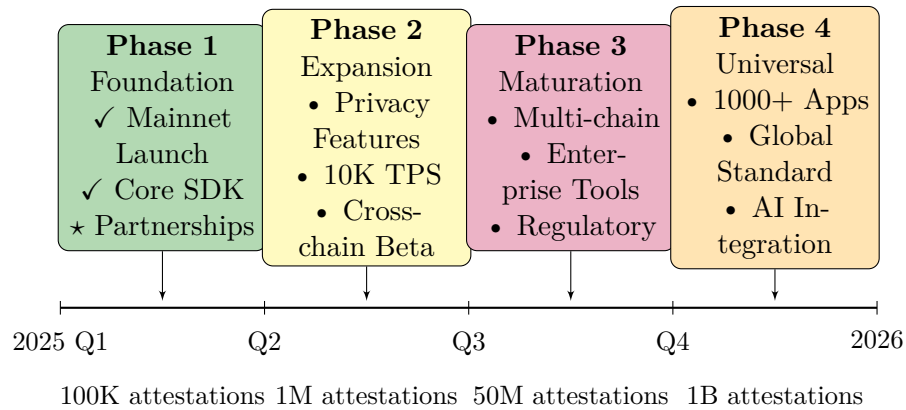 Phase 1
Foundation
✓ Mainnet
Launch
✓ Core SDK
⋆ Partnerships
Phase 2
Expansion
• Privacy
Features
• 10K TPS
• Cross-
chain Beta
Phase 3
Maturation
• Multi-chain
• Enter-
prise Tools
• Regulatory
Phase 4
Universal
• 1000+ Apps
• Global
Standard
• AI In-
tegration
2025 Q1 Q2 Q3 Q4 2026
100K attestations 1M attestations 50M attestations 1B attestations